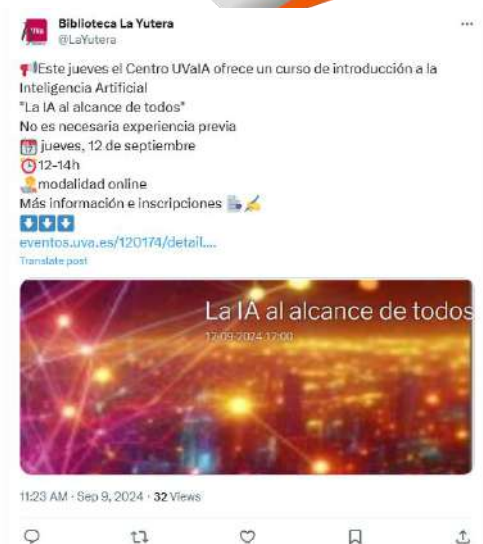 Biblioteca La Yutera
@LaYutera
Este jueves el Centro UVaIA ofrece un curso de introducción a la
Inteligencia Artificial
"La IA al alcance de todos"
No es necesaria experiencia previa
jueves, 12 de septiembre
12-14h
modalidad online
Más información e inscripciones
eventos.uva.es/120174/detail....
Translate post
La IA al alcance de todos
12-09-2024 12:00
11:23 AM · Sep 9, 2024 · 32 Views